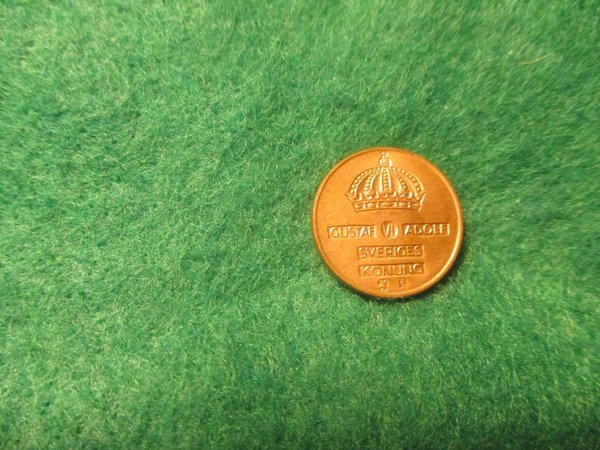 GUSTAF VI ADOLF
SVERIGES
KONUNG